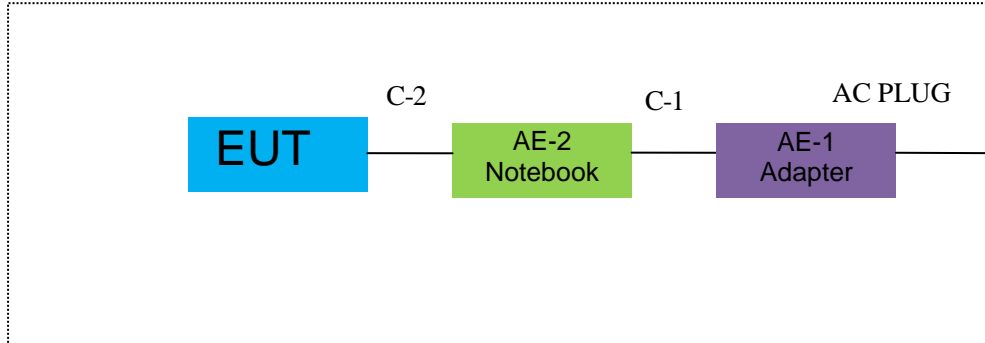 C-2
C-1
AC PLUG
EUT
AE-2
Notebook
AE-1
Adapter